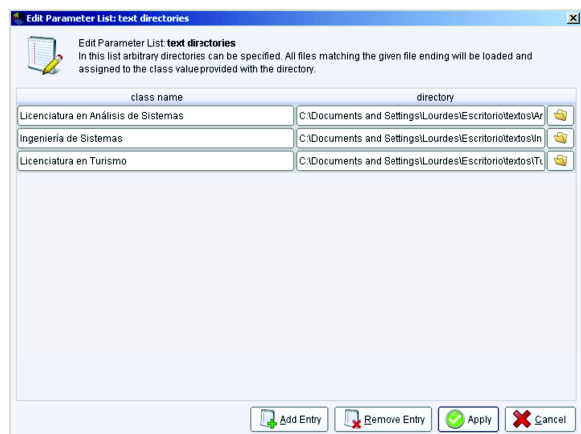 Edit Parameter List: text directories
Edit Parameter List: text directories
In this list arbitrary directories can be specified. All files matching the given file ending will be loaded and
assigned to the class value provided with the directory.
class name directory
Licenciatura en Análisis de Sistemas C:\Documents and Settings\Lourdes\Escritorio\textos\Ar
Ingeniería de Sistemas C:\Documents and Settings\Lourdes\Escritorio\textos\In
Licenciatura en Turismo C:\Documents and Settings\Lourdes\Escritorio\textos\Tu
Add Entry Remove Entry Apply Cancel